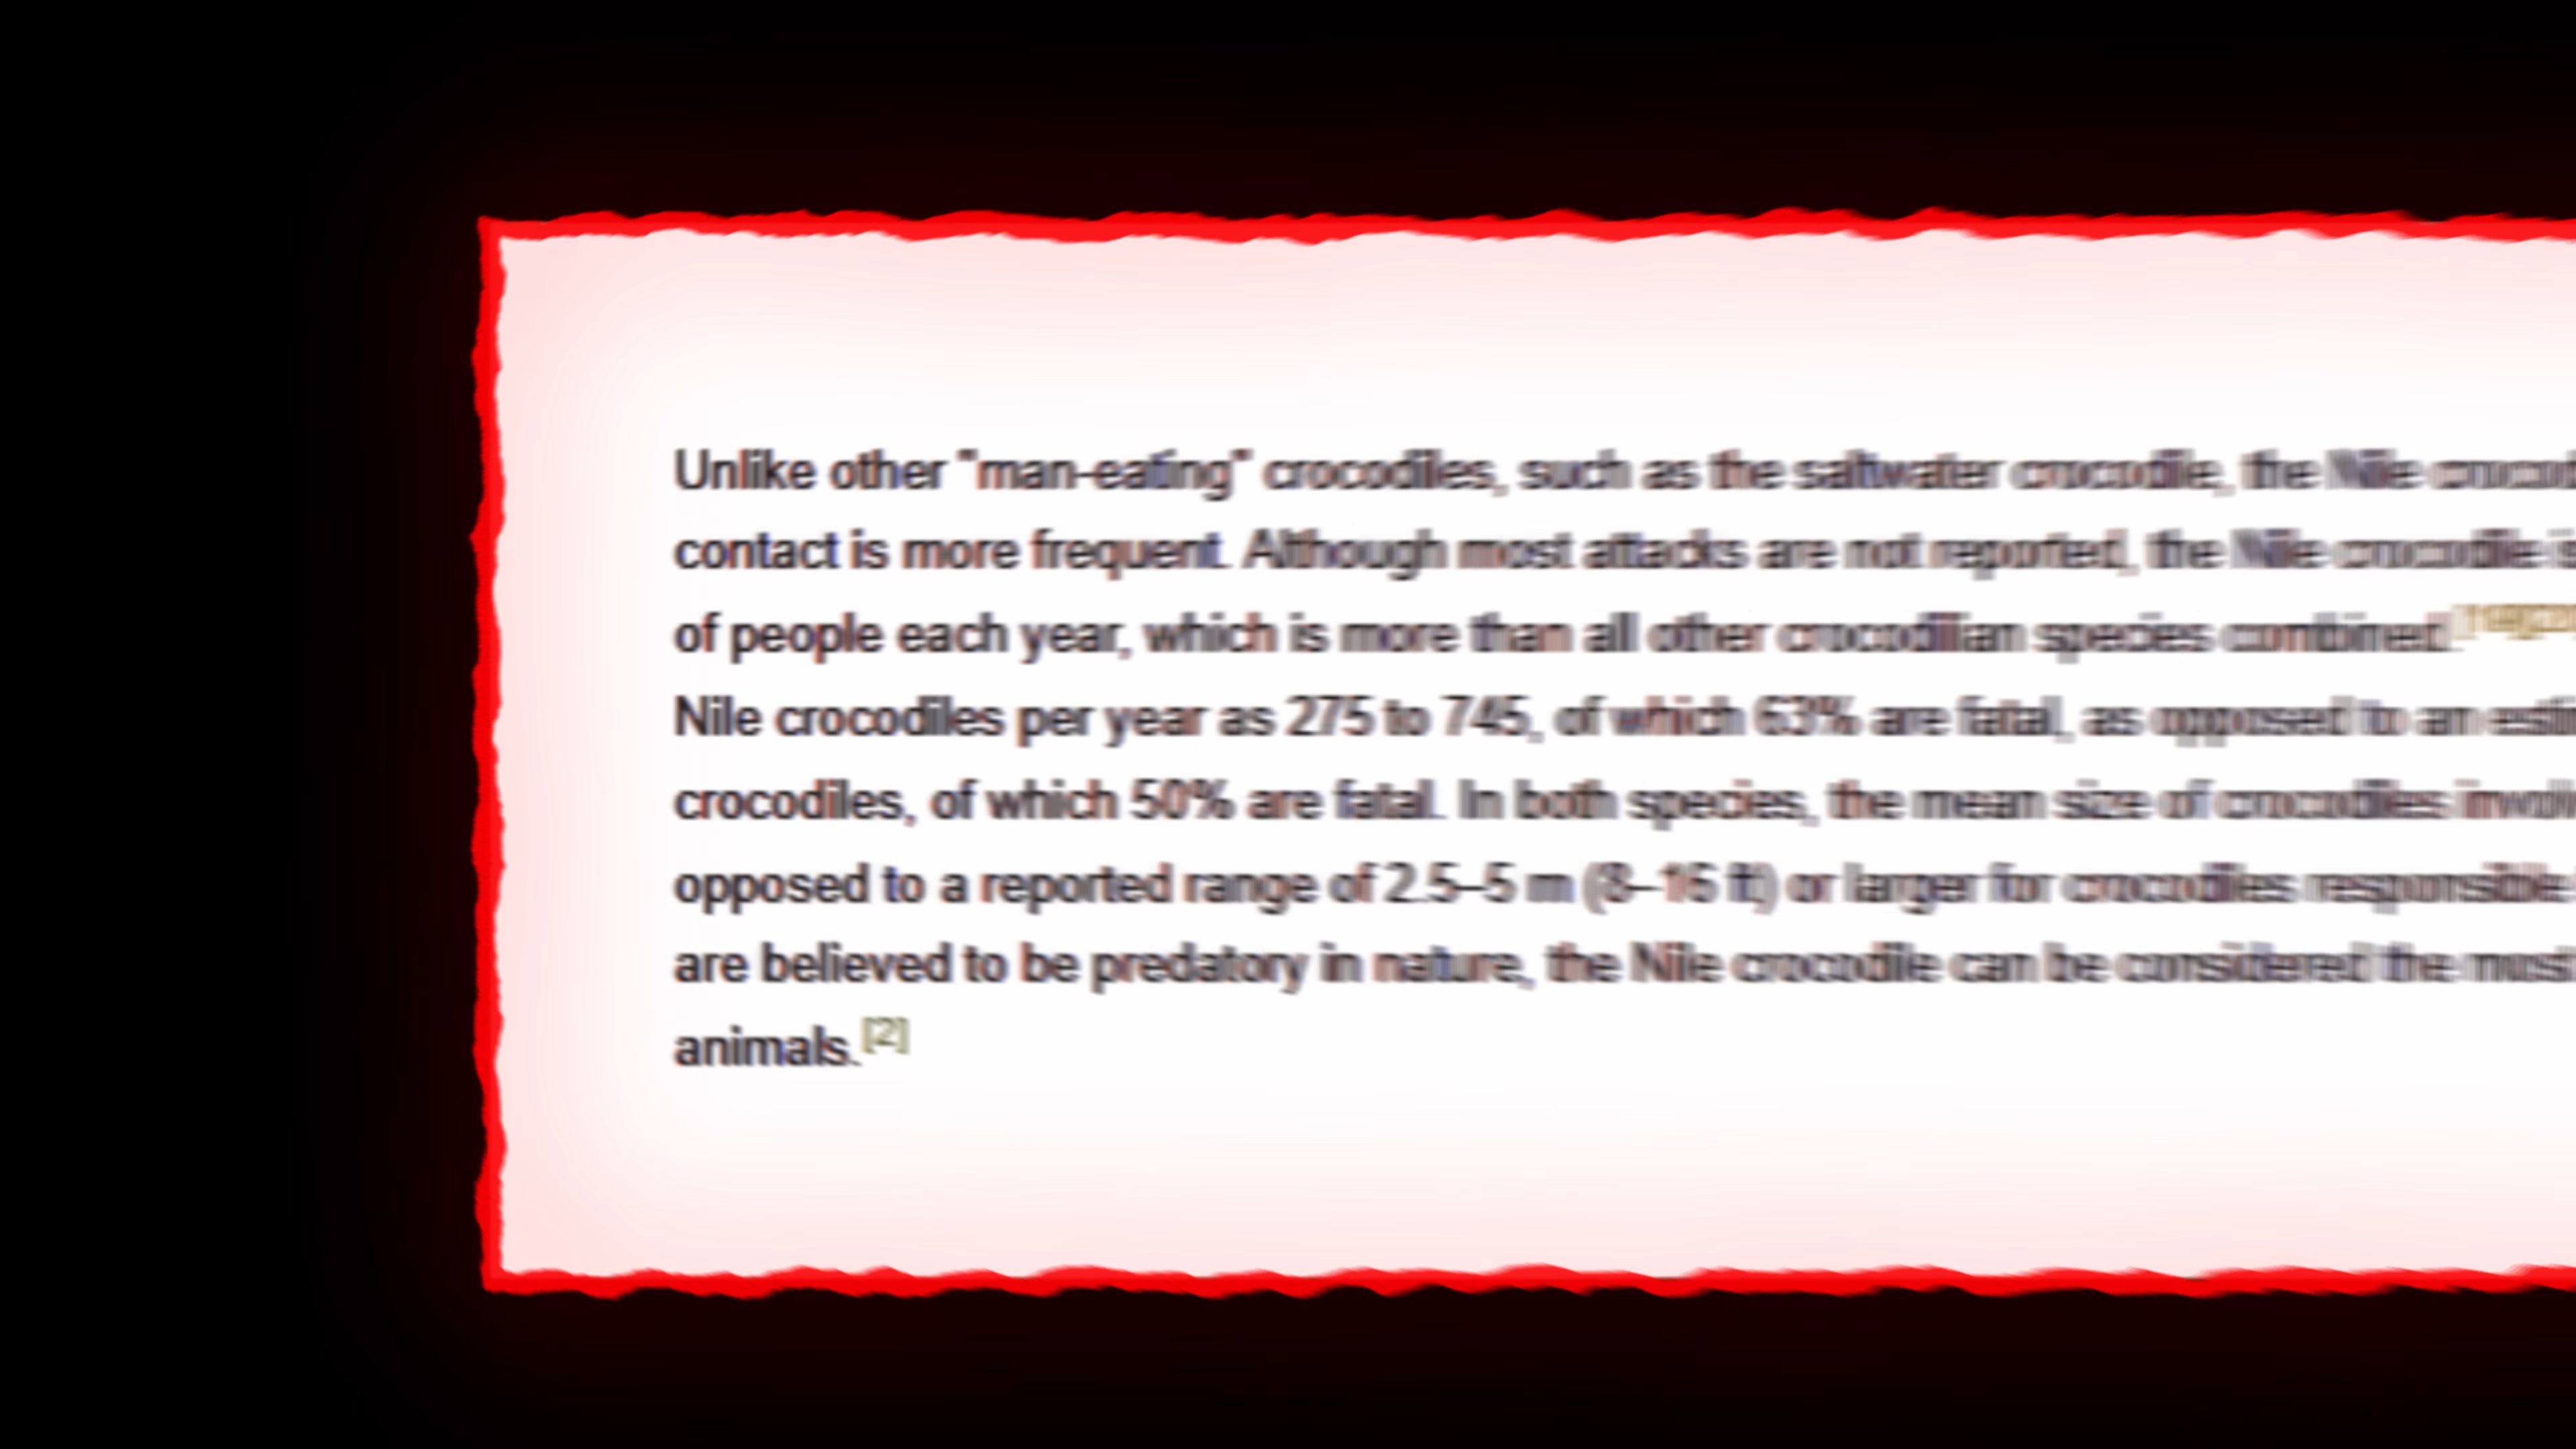 Unlike other "man-eating" crocodiles, such as the saltwater crocodile, the Nile
contact is more frequent. Although most attacks are not reported, the Nile crocodile is
of people each year, which is more than all other crocodilian species combined.
Nile crocodiles per year as 275 to 745, of which 63% are fatal, as opposed to an
crocodiles, of which 50% are fatal. In both species, the mean size of crocodiles
opposed to a reported range of 2.5–5 m (8–16 ft) or larger for crocodiles responsible
are believed to be predatory in nature, the Nile crocodile can be considered the most
animals.[2]